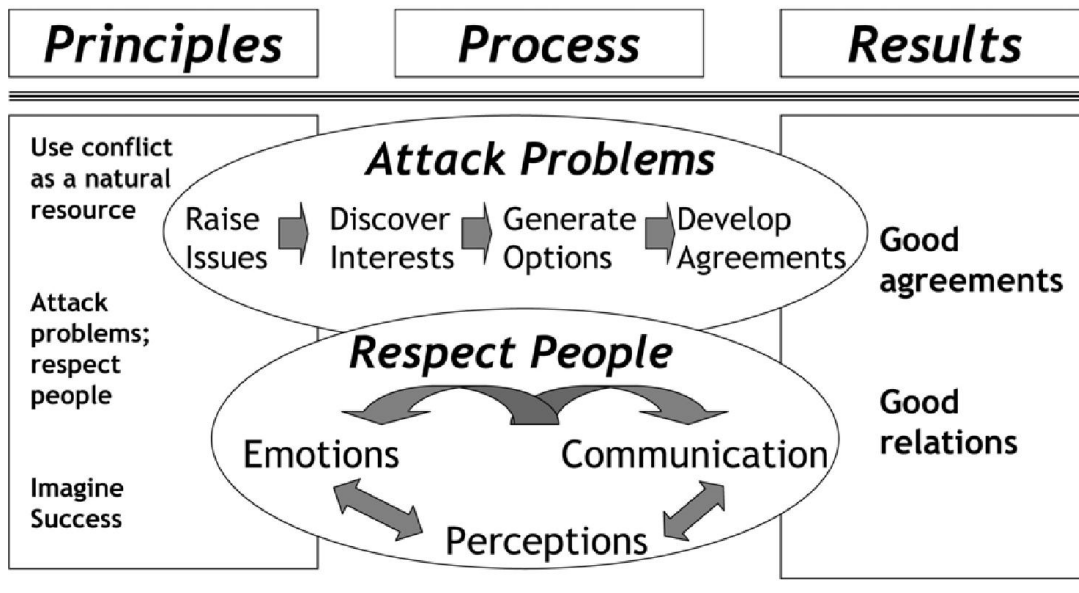 Principles
Process
Results
Use conflict
as a natural
resource
Attack
problems;
respect
people
Imagine
Success
Attack Problems
Raise
Issues
Discover
Interests
Generate
Options
Develop
Agreements
Respect People
Emotions
Communication
Perceptions
Good
agreements
Good
relations